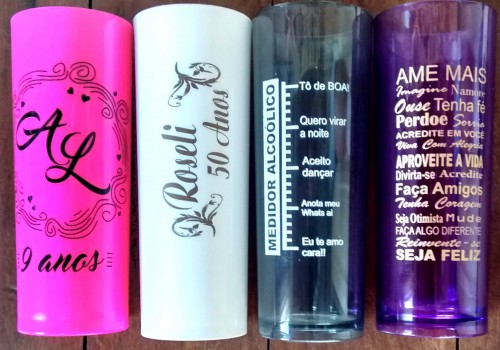 AL
9 anos
Roseli
50 Anos
MEDIDOR ALCOÓLICO
Tô de BOA!
Quero virar
a noite
Aceito
dançar
Anota meu
Whats ai
Eu te amo
cara!!
AME MAIS
Imagine Namore
Ouse Tenha fé
Perdoe Sorria
ACREDITE EM VOCÊ
Viva Com Alegria
APROVEITE A VIDA
Divirta-se Acredite
Faça Amigos
Tenha Coragem
Seja Otimista Mude
FAÇA ALGO DIFERENTE
Reinvente-se
SEJA FELIZ